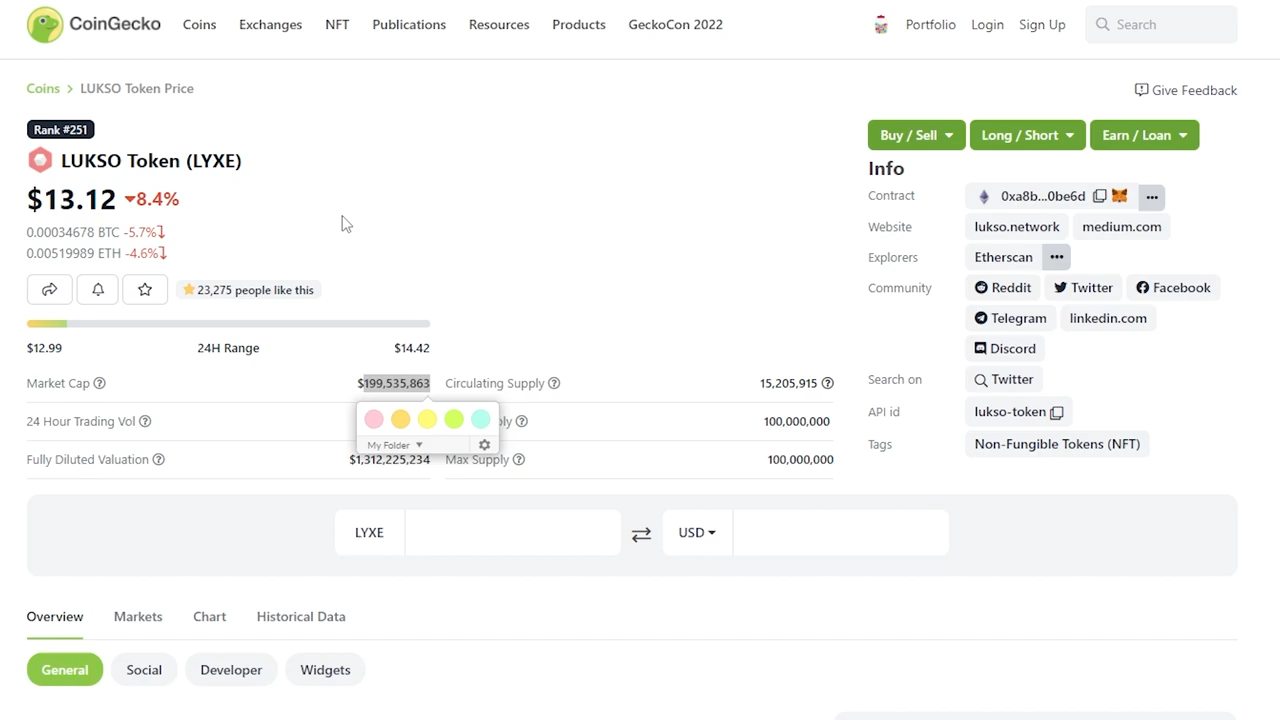 CoinGecko Coins Exchanges NFT Publications Resources Products GeckoCon 2022 Portfolio Login Sign Up Search
Coins > LUKSO Token Price
Give Feedback
Rank #251
LUKSO Token (LYXE)
$13.12 8.4%
0.00034678 BTC -5.7%
0.00519989 ETH -4.6%
23,275 people like this
$12.99 24H Range $14.42
Market Cap $199,535,863
24 Hour Trading Vol
Fully Diluted Valuation $1,312,225,234
My Folder
Circulating Supply 15,205,915
ply 100,000,000
Max Supply 100,000,000
Buy / Sell Long / Short Earn / Loan
Info
Contract 0xa8b...0be6d
Website lukso.network medium.com
Explorers Etherscan
Community Reddit Twitter Facebook
Telegram linkedin.com
Discord
Search on Twitter
API id lukso-token
Tags Non-Fungible Tokens (NFT)
LYXE USD
Overview Markets Chart Historical Data
General Social Developer Widgets